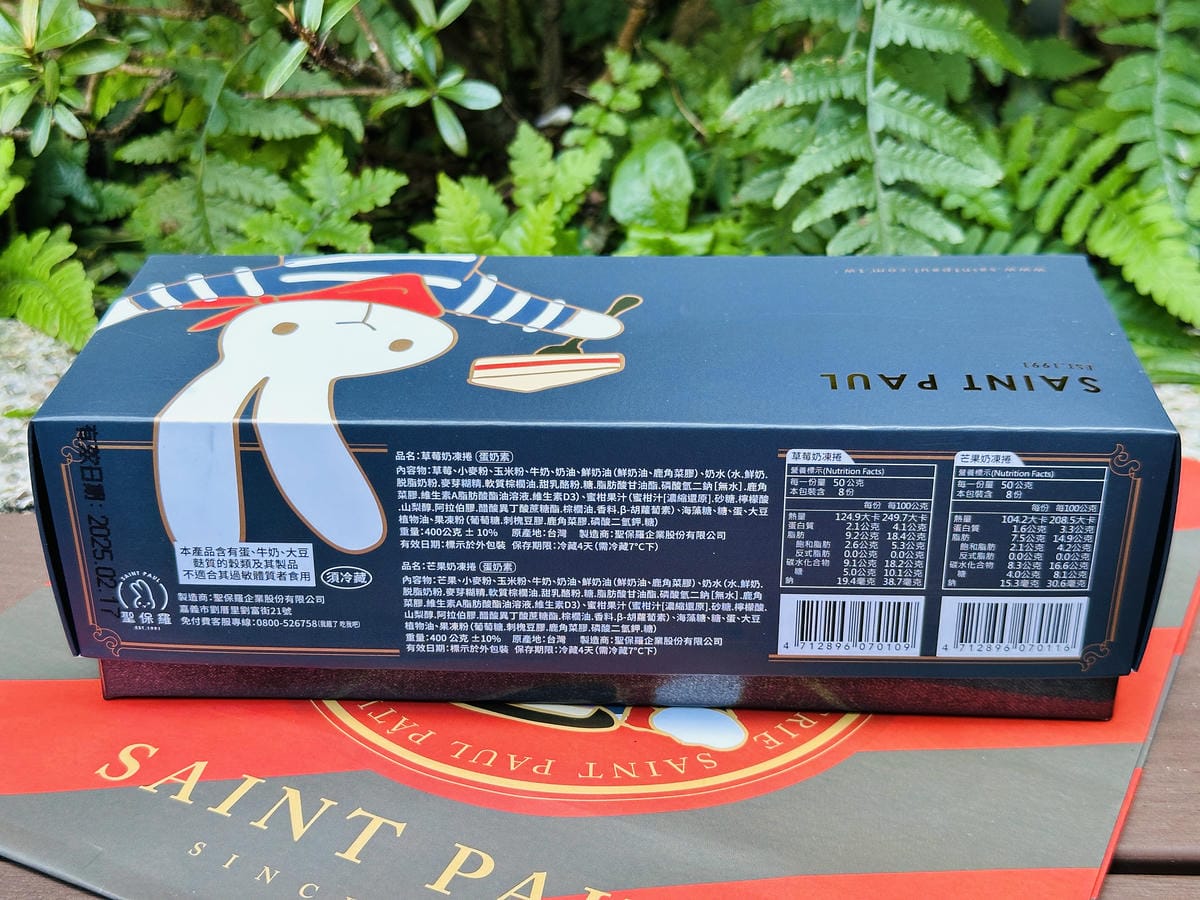 www.saintpaul.com.tw
EST.1991
SAINT PAUL
有效日期：2025.02.17
品名:草莓奶凍捲(蛋奶素)
內容物:草莓、小麥粉、玉米粉、牛奶、奶油、鮮奶油(鮮奶油、鹿角菜膠)、奶水(水.鮮奶.
脫脂奶粉.麥芽糊精.軟質棕櫚油.甜乳酪粉.糖.脂肪酸甘油酯.磷酸氫二鈉[無水].鹿角
菜膠.維生素A脂肪酸酯油溶液.維生素D3)、蜜柑果汁(蜜柑汁[濃縮還原].砂糖.檸檬酸
.山梨醇.阿拉伯膠.醋酸異丁酸蔗糖酯.棕櫚油.香料.β-胡蘿蔔素)、海藻糖、糖、蛋、大豆
植物油、果凍粉(葡萄糖.刺槐豆膠.鹿角菜膠.磷酸二氫鉀.糖)
重量:400公克 ± 10% 原產地:台灣 製造商:聖保羅企業股份有限公司
有效日期:標示於外包裝 保存期限:冷藏4天(需冷藏7°C下)
品名:芒果奶凍捲(蛋奶素)
內容物:芒果、小麥粉、玉米粉、牛奶、奶油、鮮奶油(鮮奶油、鹿角菜膠)、奶水(水.鮮奶.
脫脂奶粉.麥芽糊精.軟質棕櫚油.甜乳酪粉.糖.脂肪酸甘油酯.磷酸氫二鈉[無水].鹿角
菜膠.維生素A脂肪酸酯油溶液.維生素D3)、蜜柑果汁(蜜柑汁[濃縮還原].砂糖.檸檬酸
.山梨醇.阿拉伯膠.醋酸異丁酸蔗糖酯.棕櫚油.香料.β-胡蘿蔔素)、海藻糖、糖、蛋、大豆
植物油、果凍粉(葡萄糖.刺槐豆膠.鹿角菜膠.磷酸二氫鉀.糖)
重量:400 公克 ±10% 原產地:台灣 製造商:聖保羅企業股份有限公司
有效日期:標示於外包裝 保存期限:冷藏4天(需冷藏7°C下)
本產品含有蛋、牛奶、大豆
麩質的穀類及其製品
不適合其過敏體質者食用
須冷藏
SAINT PAUL
聖保羅
EST.1991
製造商:聖保羅企業股份有限公司
嘉義市劉厝里劉富街21號
免付費客服專線:0800-526758(我餓了 吃我吧)
草莓奶凍捲
營養標示(Nutrition Facts)
每一份量 50公克
本包裝含 8份
每份 每100公克
熱量 124.9大卡 249.7大卡
蛋白質 2.1公克 4.1公克
脂肪 9.2公克 18.4公克
飽和脂肪 2.6公克 5.3公克
反式脂肪 0.0公克 0.0公克
碳水化合物 9.1公克 18.2公克
糖 5.0公克 10.1公克
鈉 19.4毫克 38.7毫克
4 712896 070109
芒果奶凍捲
營養標示(Nutrition Facts)
每一份量 50公克
本包裝含 8份
每份 每100公克
熱量 104.2大卡 208.5大卡
蛋白質 1.6公克 3.3公克
脂肪 7.5公克 14.9公克
飽和脂肪 2.1公克 4.2公克
反式脂肪 0.0公克 0.0公克
碳水化合物 8.3公克 16.6公克
糖 4.0公克 8.1公克
鈉 15.3毫克 30.6毫克
4 712896 070116
SAINT PAUL PÂTI
RIE
SAINT PA
SINC